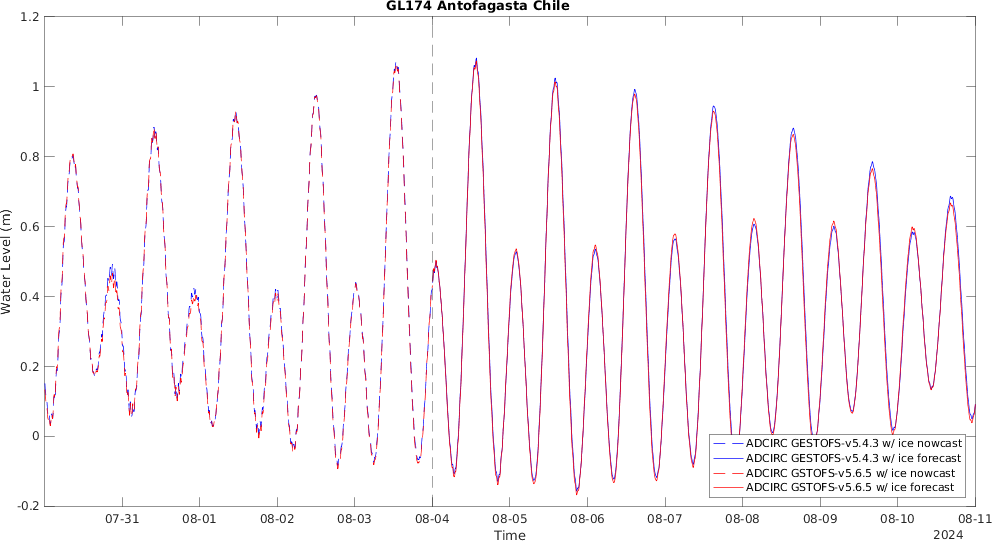 GL174 Antofagasta Chile
1.2
1
0.8
0.6
0.4
0.2
0
-0.2
Water Level (m)
ADCIRC GESTOFS-v5.4.3 w/ ice nowcast
ADCIRC GESTOFS-v5.4.3 w/ ice forecast
ADCIRC GSTOFS-v5.6.5 w/ ice nowcast
ADCIRC GSTOFS-v5.6.5 w/ ice forecast
07-31 08-01 08-02 08-03 08-04 08-05 08-06 08-07 08-08 08-09 08-10 08-11
Time
2024